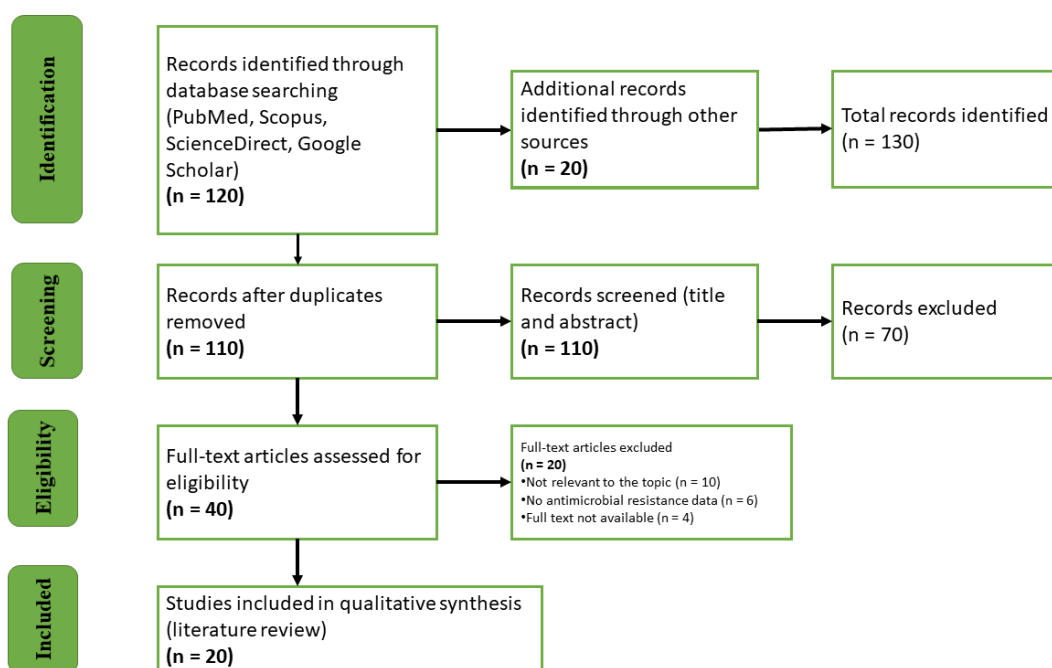 Identification
Records identified through
database searching
(PubMed, Scopus,
ScienceDirect, Google
Scholar)
(n = 120)
Additional records
identified through other
sources
(n = 20)
Total records identified
(n = 130)
Screening
Records after duplicates
removed
(n = 110)
Records screened (title
and abstract)
(n = 110)
Records excluded
(n = 70)
Eligibility
Full-text articles assessed for
eligibility
(n = 40)
Full-text articles excluded
(n = 20)
•Not relevant to the topic (n = 10)
•No antimicrobial resistance data (n = 6)
•Full text not available (n = 4)
Included
Studies included in qualitative synthesis
(literature review)
(n = 20)